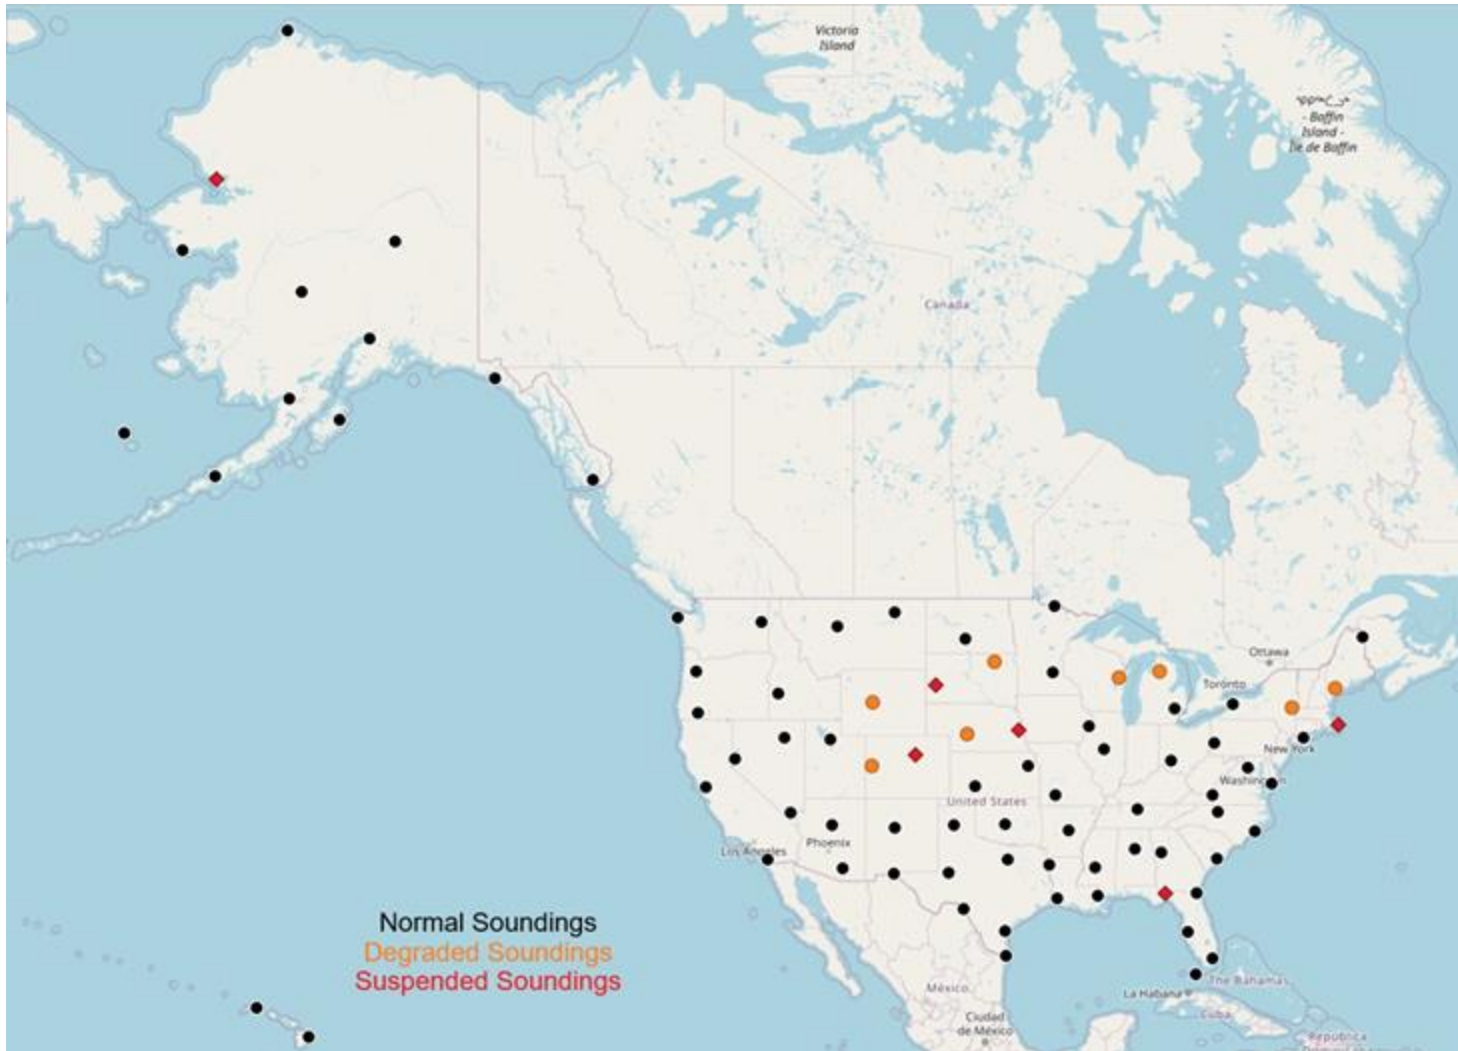 Victoria
Island
- Baffin
Island -
Île de Baffin
Canada
Ottawa
Toronto
New York
Washington
United States
Los Angeles
Phoenix
Normal Soundings
Degraded Soundings
Suspended Soundings
México
The Bahamas
La Habana
Cuba
Ciudad
de México
República